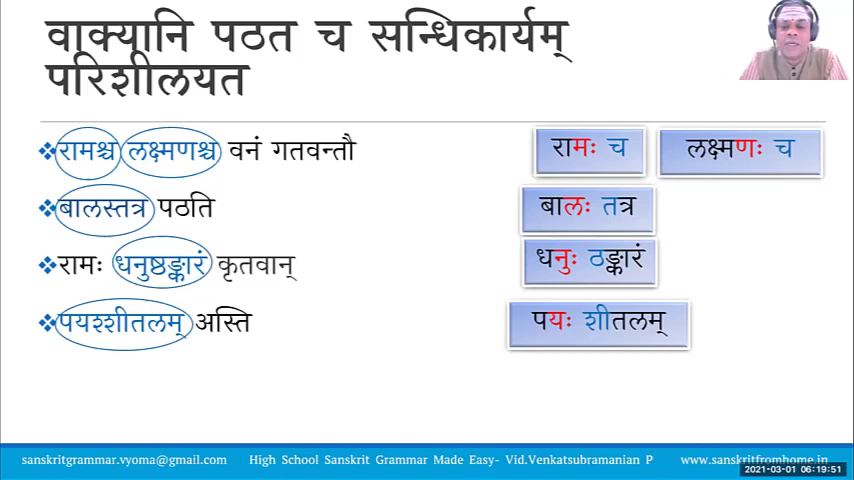 वाक्यानि पठत च सन्धिकार्यम्
परिशीलयत
❖रामश्च लक्ष्मणश्च वनं गतवन्तौ
रामः च
लक्ष्मणः च
❖बालस्तत्र पठति
बालः तत्र
❖रामः धनुष्ठङ्कारं कृतवान्
धनुः ठङ्कारं
❖पयश्शीतलम् अस्ति
पयः शीतलम्
sanskritgrammar.vyoma@gmail.com High School Sanskrit Grammar Made Easy- Vid.Venkatsubramanian P www.sanskritfromhome.in
2021-03-01 06:19:51